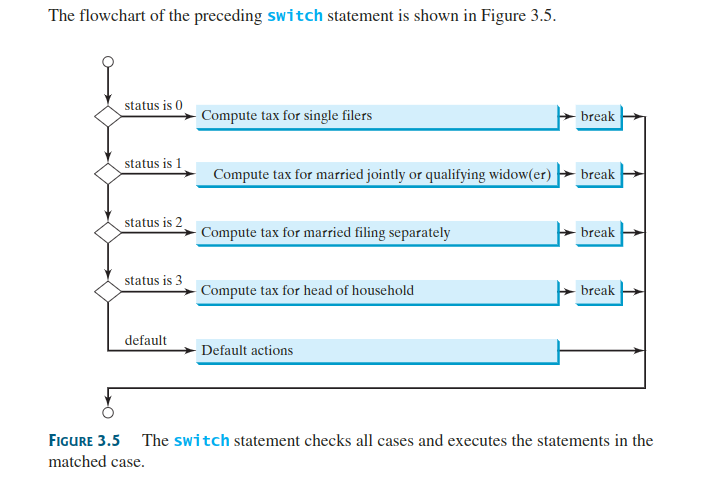 The flowchart of the preceding switch statement is shown in Figure 3.5.
status is 0
Compute tax for single filers
break
status is 1
Compute tax for married jointly or qualifying widow(er)
break
status is 2
Compute tax for married filing separately
break
status is 3
Compute tax for head of household
break
default
Default actions
FIGURE 3.5 The switch statement checks all cases and executes the statements in the
matched case.